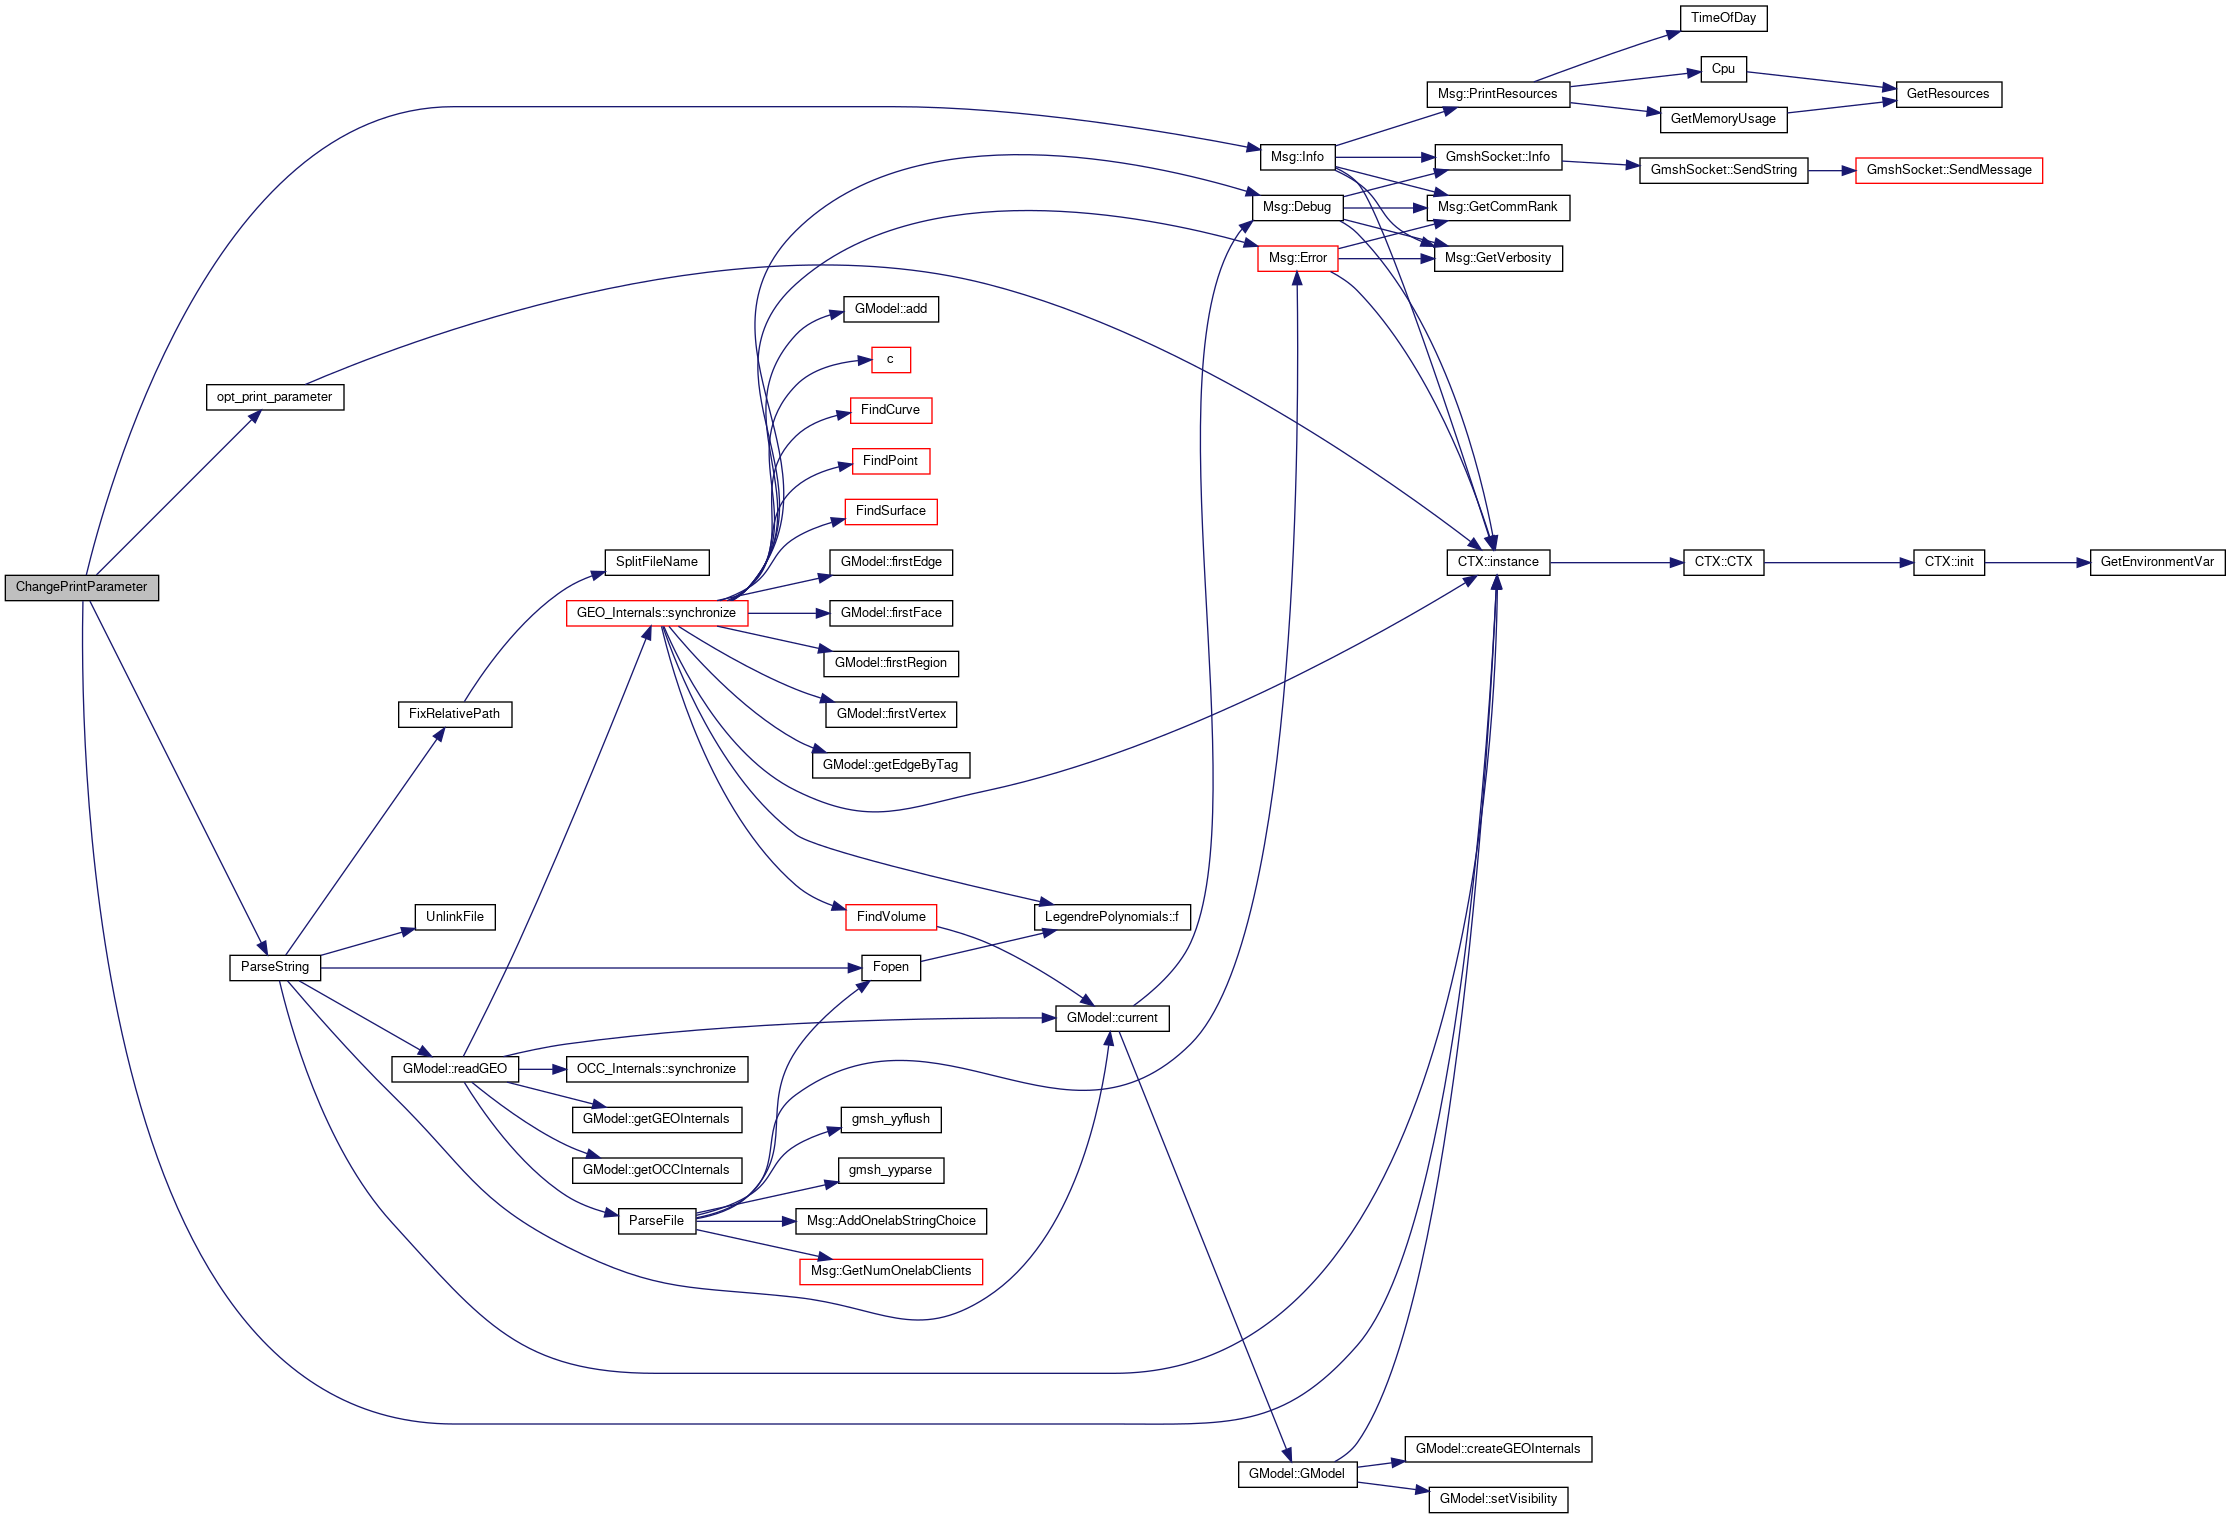 TimeOfDay
Cpu
Msg::PrintResources
GetResources
GetMemoryUsage
Msg::Info
GmshSocket::Info
GmshSocket::SendString
GmshSocket::SendMessage
Msg::Debug
Msg::GetCommRank
Msg::Error
Msg::GetVerbosity
GModel::add
c
opt_print_parameter
FindCurve
FindPoint
FindSurface
SplitFileName
GModel::firstEdge
CTX::instance
CTX::CTX
CTX::init
GetEnvironmentVar
ChangePrintParameter
GEO_Internals::synchronize
GModel::firstFace
GModel::firstRegion
FixRelativePath
GModel::firstVertex
GModel::getEdgeByTag
UnlinkFile
FindVolume
LegendrePolynomials::f
ParseString
Fopen
GModel::current
GModel::readGEO
OCC_Internals::synchronize
GModel::getGEOInternals
gmsh_yyflush
GModel::getOCCInternals
gmsh_yyparse
ParseFile
Msg::AddOnelabStringChoice
Msg::GetNumOnelabClients
GModel::createGEOInternals
GModel::GModel
GModel::setVisibility